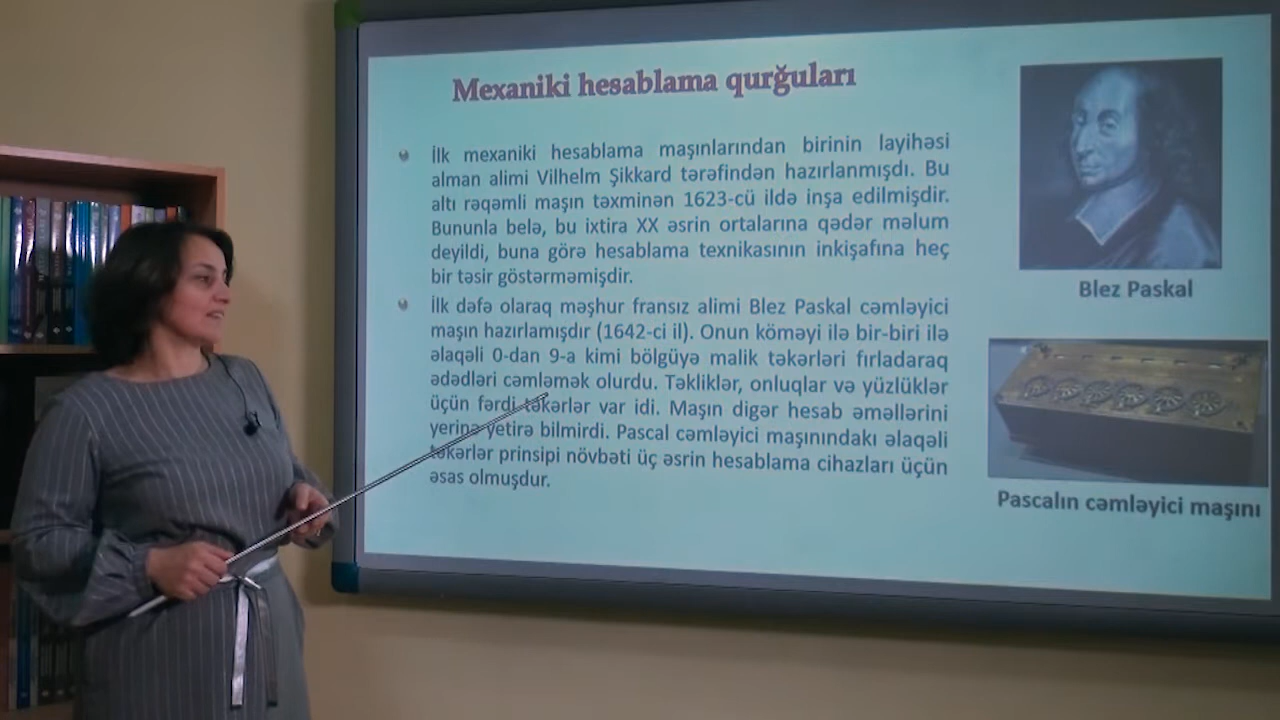 Mexaniki hesablama qurğuları
İlk mexaniki hesablama maşınlarından birinin layihəsi
alman alimi Vilhelm Şikkard tərəfindən hazırlanmışdı. Bu
altı rəqəmli maşın təxminən 1623-cü ildə inşa edilmişdir.
Bununla belə, bu ixtira XX əsrin ortalarına qədər məlum
deyildi, buna görə hesablama texnikasının inkişafına heç
bir təsir göstərməmişdir.
İlk dəfə olaraq məşhur fransız alimi Blez Paskal cəmləyici
maşın hazırlamışdır (1642-ci il). Onun köməyi ilə bir-biri ilə
əlaqəli 0-dan 9-a kimi bölgüyə malik təkərləri fırladaraq
ədədləri cəmləmək olurdu. Təkliklər, onluqlar və yüzlüklər
üçün fərdi təkərlər var idi. Maşın digər hesab əməllərini
yerinə yetirə bilmirdi. Pascal cəmləyici maşınındakı əlaqəli
təkərlər prinsipi növbəti üç əsrin hesablama cihazları üçün
əsas olmuşdur.
Blez Paskal
Pascalın cəmləyici maşını